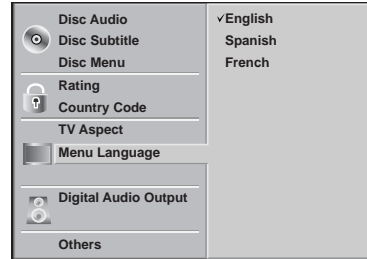 Disc Audio
Disc Subtitle
Disc Menu
Rating
Country Code
TV Aspect
Menu Language
Digital Audio Output
Others
✓English
Spanish
French